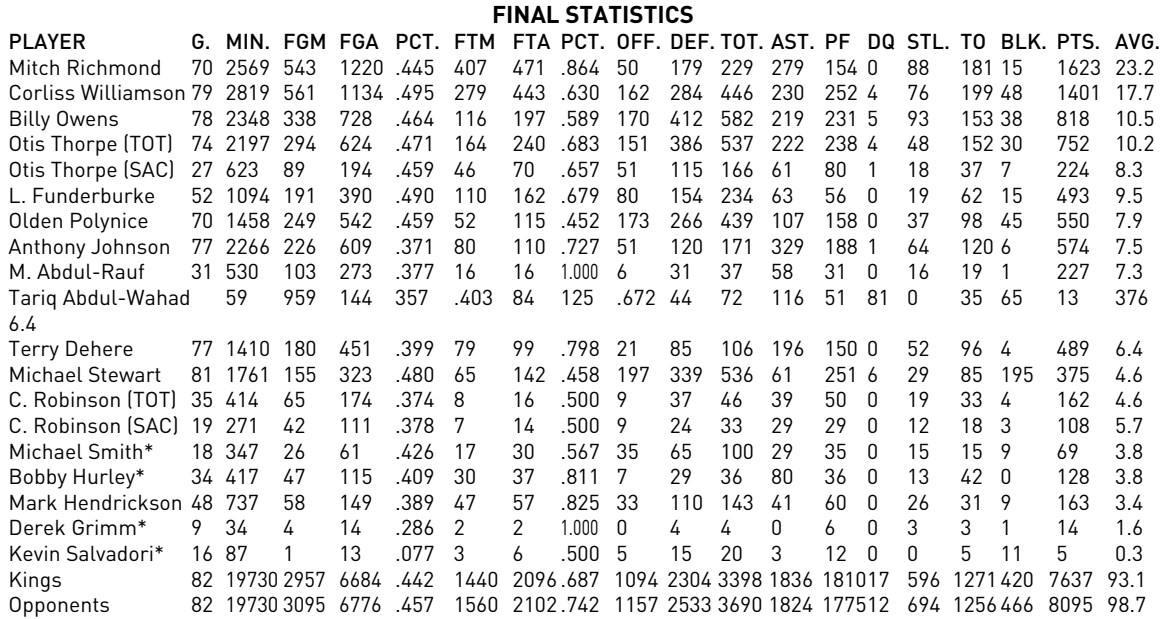 FINAL STATISTICS
PLAYER G. MIN. FGM FGA PCT. FTM FTA PCT. OFF. DEF. TOT. AST. PF DQ STL. TO BLK. PTS. AVG.
Mitch Richmond 70 2569 543 1220 .445 407 471 .864 50 179 229 279 154 0 88 181 15 1623 23.2
Corliss Williamson 79 2819 561 1134 .495 279 443 .630 162 284 446 230 252 4 76 199 48 1401 17.7
Billy Owens 78 2348 338 728 .464 116 197 .589 170 412 582 219 231 5 93 153 38 818 10.5
Otis Thorpe (TOT) 74 2197 294 624 .471 164 240 .683 151 386 537 222 238 4 48 152 30 752 10.2
Otis Thorpe (SAC) 27 623 89 194 .459 46 70 .657 51 115 166 61 80 1 18 37 7 224 8.3
L. Funderburke 52 1094 191 390 .490 110 162 .679 80 154 234 63 56 0 19 62 15 493 9.5
Olden Polynice 70 1458 249 542 .459 52 115 .452 173 266 439 107 158 0 37 98 45 550 7.9
Anthony Johnson 77 2266 226 609 .371 80 110 .727 51 120 171 329 188 1 64 120 6 574 7.5
M. Abdul-Rauf 31 530 103 273 .377 16 16 1.000 6 31 37 58 31 0 16 19 1 227 7.3
Tariq Abdul-Wahad 59 959 144 357 .403 84 125 .672 44 72 116 51 81 0 35 65 13 376
6.4
Terry Dehere 77 1410 180 451 .399 79 99 .798 21 85 106 196 150 0 52 96 4 489 6.4
Michael Stewart 81 1761 155 323 .480 65 142 .458 197 339 536 61 251 6 29 85 195 375 4.6
C. Robinson (TOT) 35 414 65 174 .374 8 16 .500 9 37 46 39 50 0 19 33 4 162 4.6
C. Robinson (SAC) 19 271 42 111 .378 7 14 .500 9 24 33 29 29 0 12 18 3 108 5.7
Michael Smith* 18 347 26 61 .426 17 30 .567 35 65 100 29 35 0 15 15 9 69 3.8
Bobby Hurley* 34 417 47 115 .409 30 37 .811 7 29 36 80 36 0 13 42 0 128 3.8
Mark Hendrickson 48 737 58 149 .389 47 57 .825 33 110 143 41 60 0 26 31 9 163 3.4
Derek Grimm* 9 34 4 14 .286 2 2 1.000 0 4 4 0 6 0 3 3 1 14 1.6
Kevin Salvadori* 16 87 1 13 .077 3 6 .500 5 15 20 3 12 0 0 5 11 5 0.3
Kings 82 19730 2957 6684 .442 1440 2096 .687 1094 2304 3398 1836 181017 596 1271 420 7637 93.1
Opponents 82 19730 3095 6776 .457 1560 2102 .742 1157 2533 3690 1824 177512 694 1256 466 8095 98.7